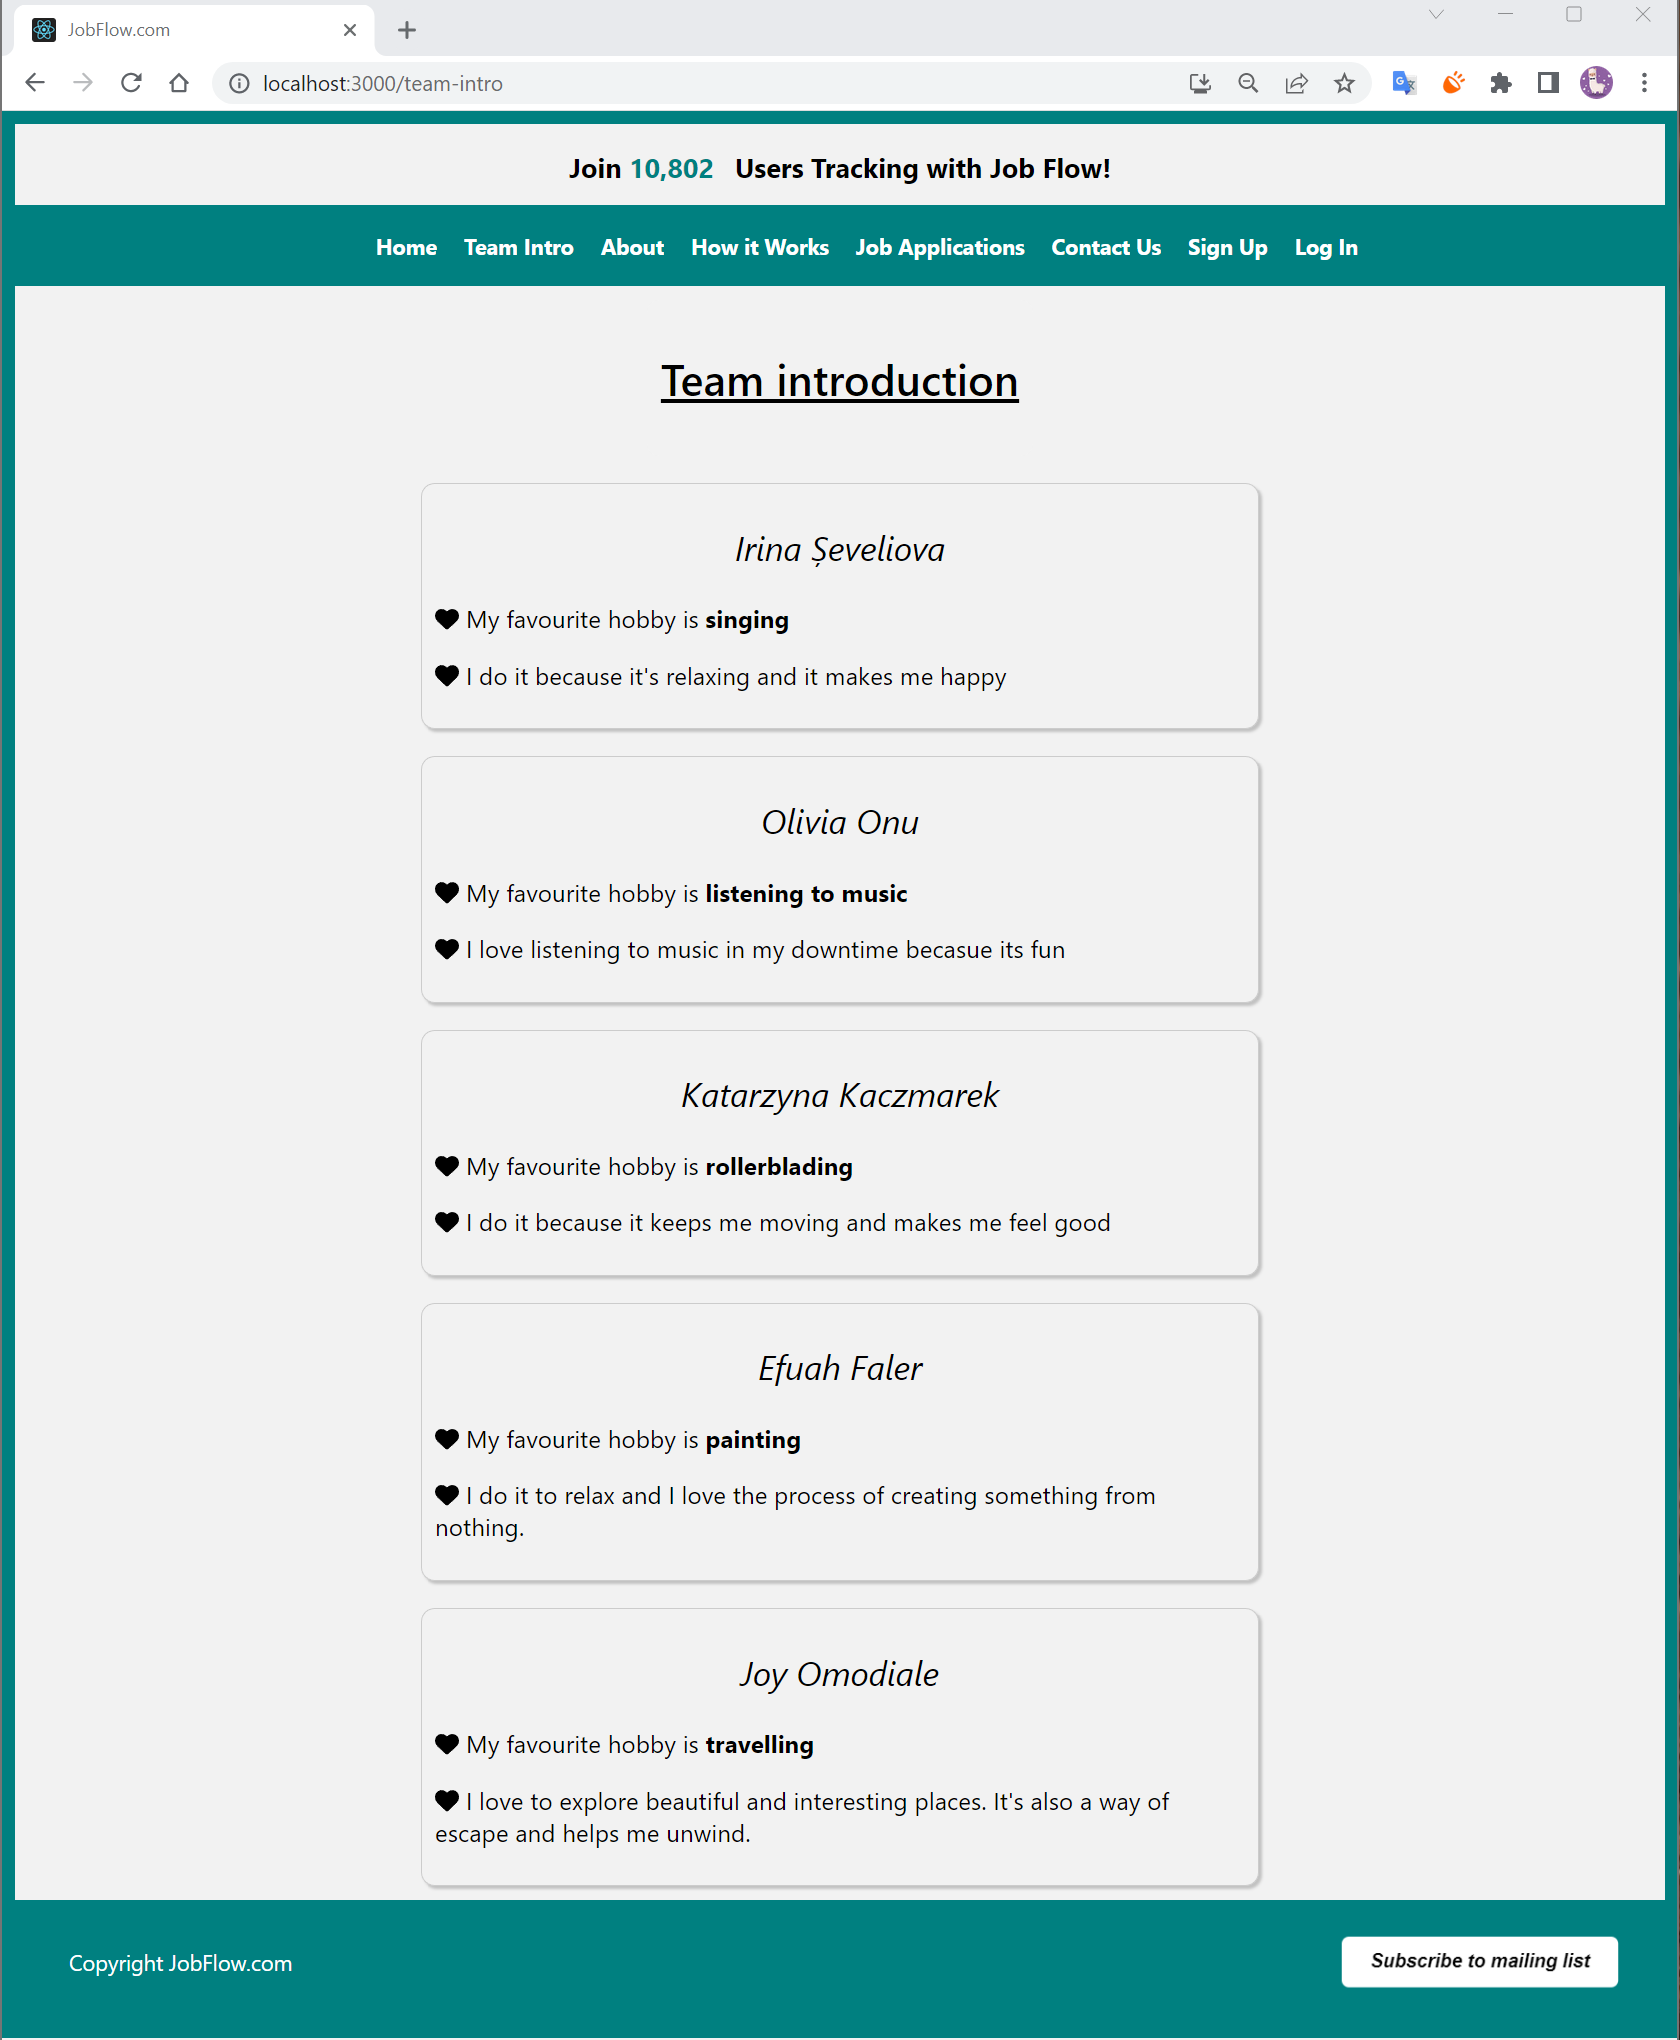 JobFlow.com
localhost:3000/team-intro
Join 10,802 Users Tracking with Job Flow!
Home Team Intro About How it Works Job Applications Contact Us Sign Up Log In
Team introduction
Irina Șeveliova
My favourite hobby is singing
I do it because it's relaxing and it makes me happy
Olivia Onu
My favourite hobby is listening to music
I love listening to music in my downtime becasue its fun
Katarzyna Kaczmarek
My favourite hobby is rollerblading
I do it because it keeps me moving and makes me feel good
Efuah Faler
My favourite hobby is painting
I do it to relax and I love the process of creating something from
nothing.
Joy Omodiale
My favourite hobby is travelling
I love to explore beautiful and interesting places. It's also a way of
escape and helps me unwind.
Copyright JobFlow.com
Subscribe to mailing list